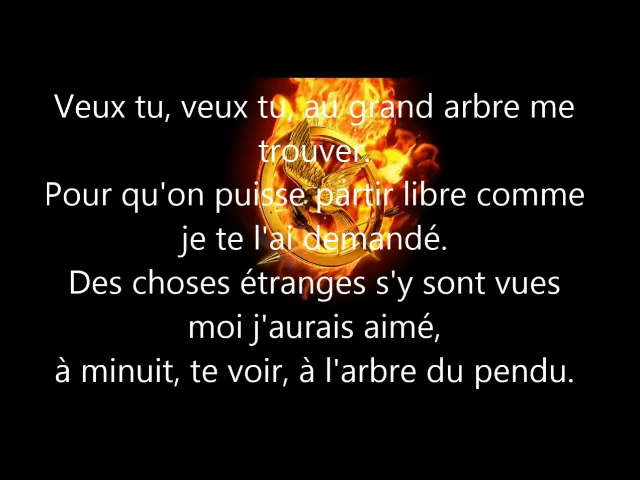 Veux tu, veux tu, au grand arbre me
trouver.
Pour qu'on puisse partir libre comme
je te l'ai demandé.
Des choses étranges s'y sont vues
moi j'aurais aimé,
à minuit, te voir, à l'arbre du pendu.